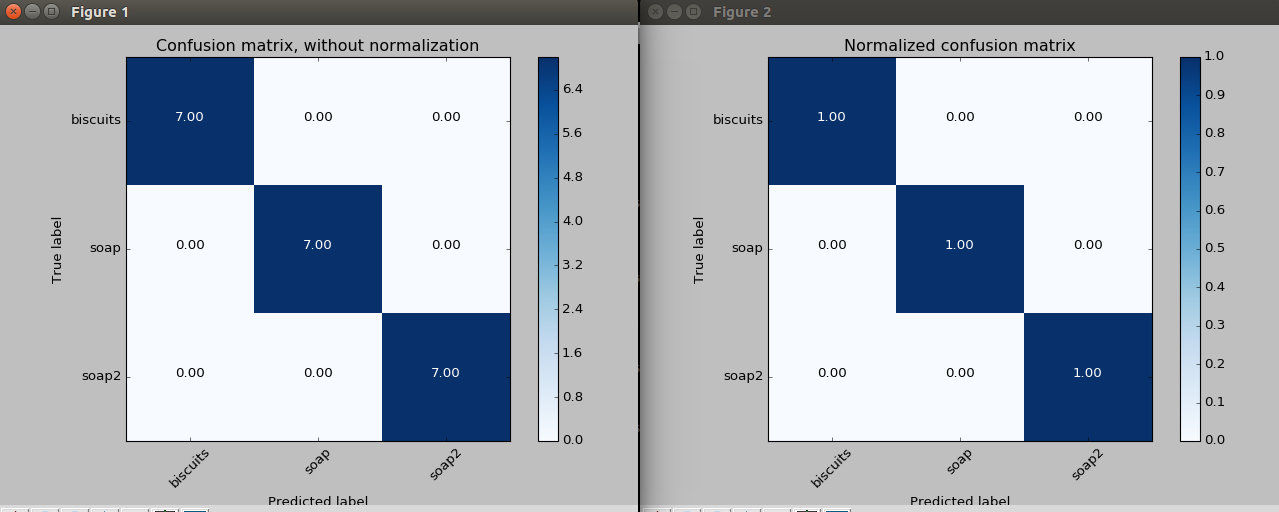 Figure 1
Confusion matrix, without normalization
biscuits
7.00 0.00 0.00
soap
0.00 7.00 0.00
soap2
0.00 0.00 7.00
True label
biscuits soap soap2
Predicted label
6.4
5.6
4.8
4.0
3.2
2.4
1.6
0.8
0.0
Figure 2
Normalized confusion matrix
biscuits
1.00 0.00 0.00
soap
0.00 1.00 0.00
soap2
0.00 0.00 1.00
True label
biscuits soap soap2
Predicted label
1.0
0.9
0.8
0.7
0.6
0.5
0.4
0.3
0.2
0.1
0.0